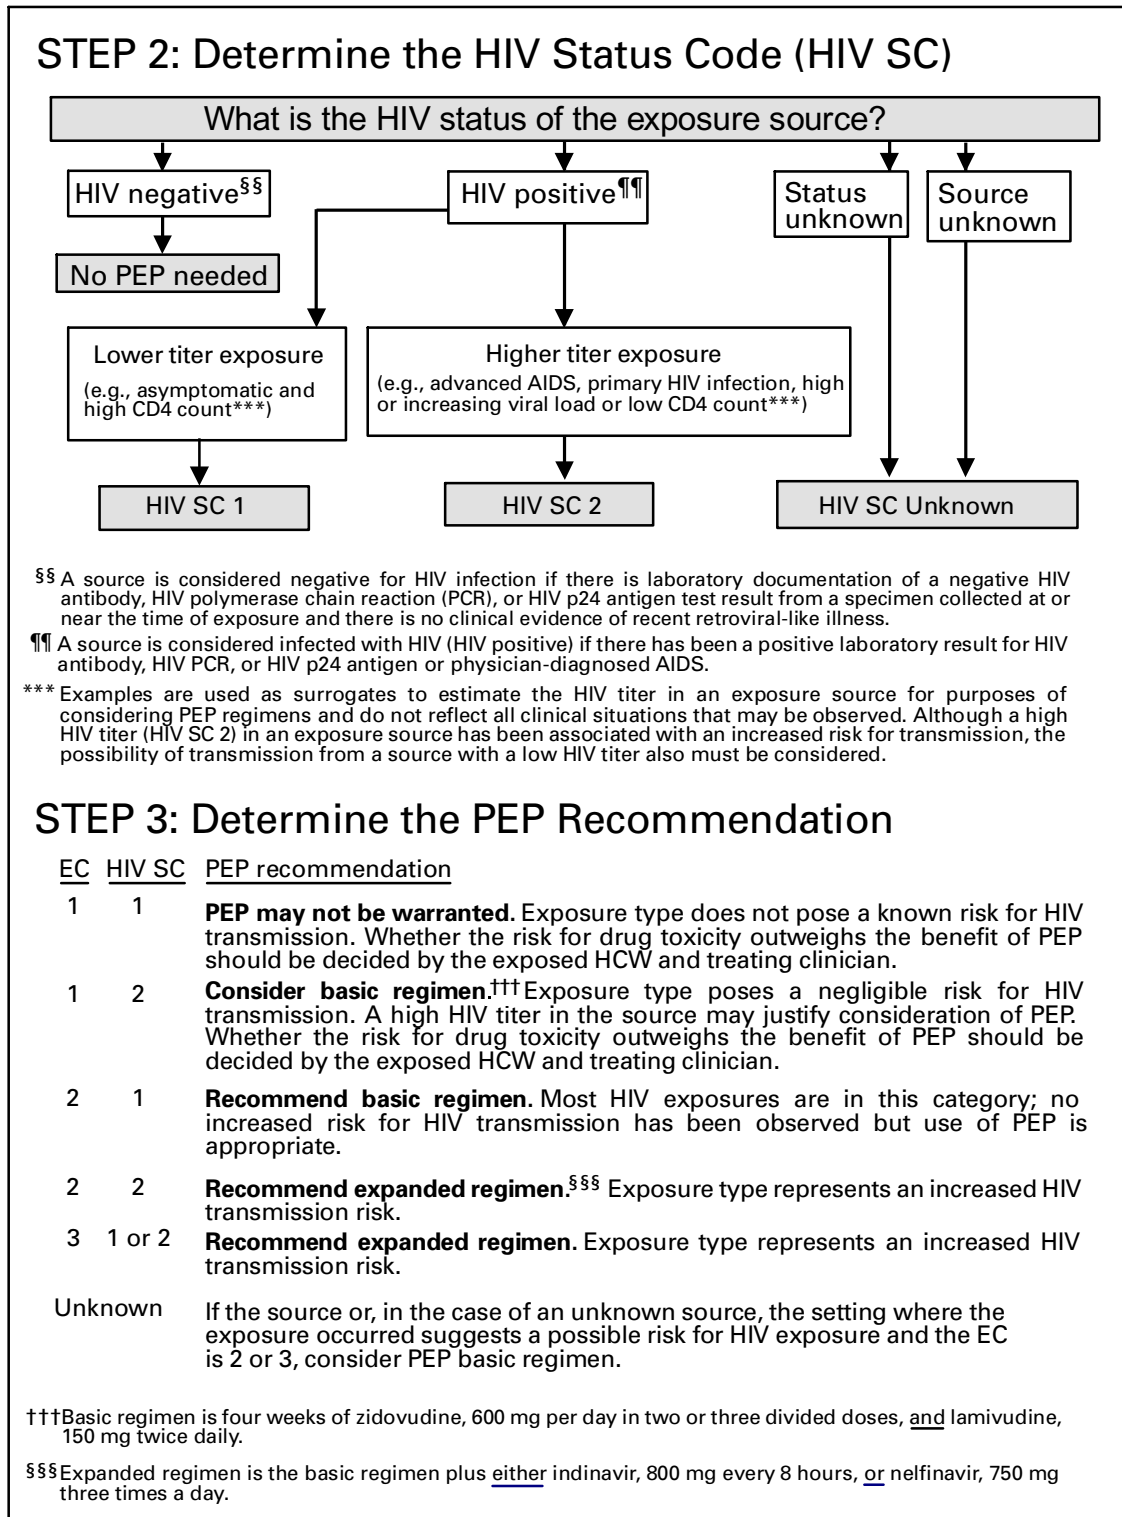 STEP 2: Determine the HIV Status Code (HIV SC)
What is the HIV status of the exposure source?
HIV negative§§
HIV positive¶¶
Status
unknown
Source
unknown
No PEP needed
Lower titer exposure
(e.g., asymptomatic and
high CD4 count***)
Higher titer exposure
(e.g., advanced AIDS, primary HIV infection, high
or increasing viral load or low CD4 count***)
HIV SC 1
HIV SC 2
HIV SC Unknown
§§ A source is considered negative for HIV infection if there is laboratory documentation of a negative HIV
antibody, HIV polymerase chain reaction (PCR), or HIV p24 antigen test result from a specimen collected at or
near the time of exposure and there is no clinical evidence of recent retroviral-like illness.
¶¶ A source is considered infected with HIV (HIV positive) if there has been a positive laboratory result for HIV
antibody, HIV PCR, or HIV p24 antigen or physician-diagnosed AIDS.
*** Examples are used as surrogates to estimate the HIV titer in an exposure source for purposes of
considering PEP regimens and do not reflect all clinical situations that may be observed. Although a high
HIV titer (HIV SC 2) in an exposure source has been associated with an increased risk for transmission, the
possibility of transmission from a source with a low HIV titer also must be considered.
STEP 3: Determine the PEP Recommendation
EC HIV SC PEP recommendation
1 1 PEP may not be warranted. Exposure type does not pose a known risk for HIV
transmission. Whether the risk for drug toxicity outweighs the benefit of PEP
should be decided by the exposed HCW and treating clinician.
1 2 Consider basic regimen.††† Exposure type poses a negligible risk for HIV
transmission. A high HIV titer in the source may justify consideration of PEP.
Whether the risk for drug toxicity outweighs the benefit of PEP should be
decided by the exposed HCW and treating clinician.
2 1 Recommend basic regimen. Most HIV exposures are in this category; no
increased risk for HIV transmission has been observed but use of PEP is
appropriate.
2 2 Recommend expanded regimen.§§§ Exposure type represents an increased HIV
transmission risk.
3 1 or 2 Recommend expanded regimen. Exposure type represents an increased HIV
transmission risk.
Unknown If the source or, in the case of an unknown source, the setting where the
exposure occurred suggests a possible risk for HIV exposure and the EC
is 2 or 3, consider PEP basic regimen.
†††Basic regimen is four weeks of zidovudine, 600 mg per day in two or three divided doses, and lamivudine,
150 mg twice daily.
§§§Expanded regimen is the basic regimen plus either indinavir, 800 mg every 8 hours, or nelfinavir, 750 mg
three times a day.